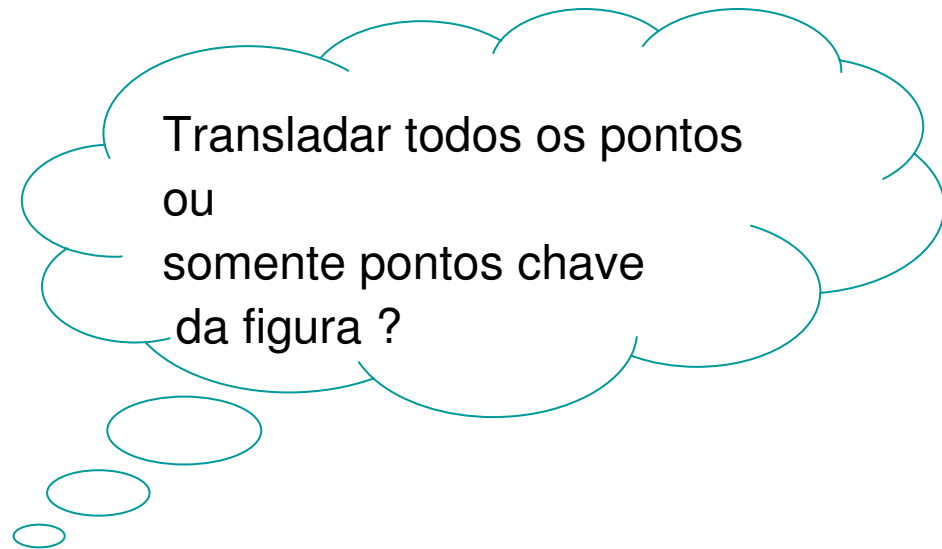 Transladar todos os pontos
ou
somente pontos chave
da figura ?